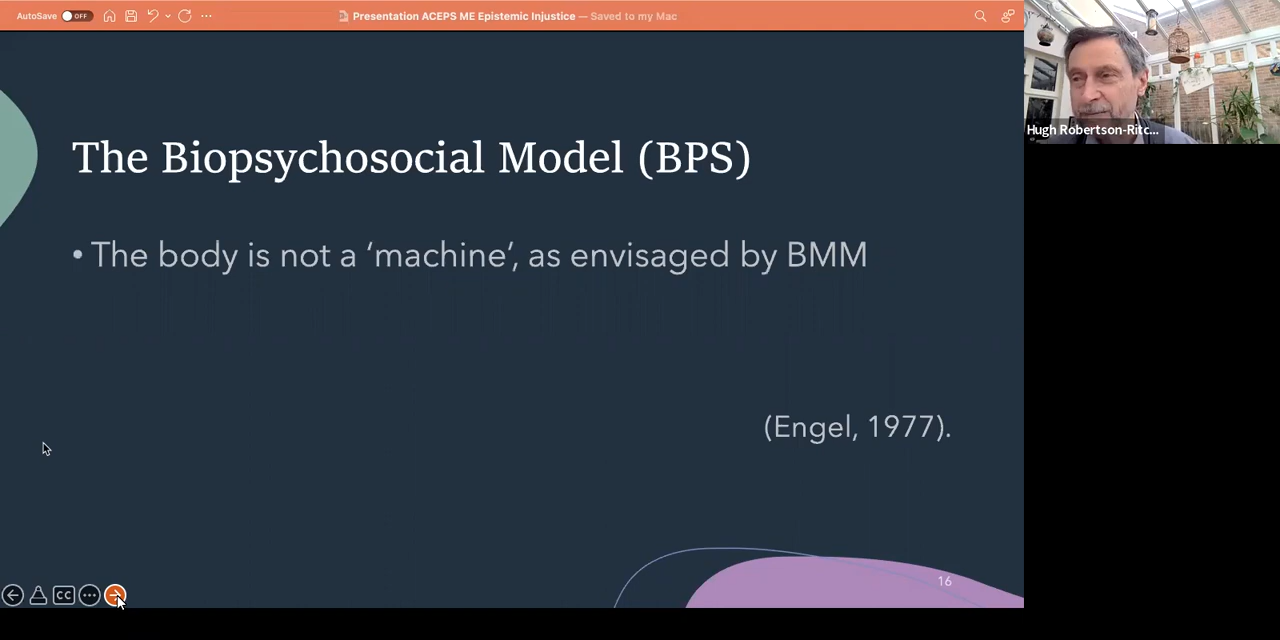 AutoSave OFF
Presentation ACEPS ME Epistemic Injustice — Saved to my Mac
Hugh Robertson-Ritc...
The Biopsychosocial Model (BPS)
• The body is not a ‘machine’, as envisaged by BMM
(Engel, 1977).
16
CC